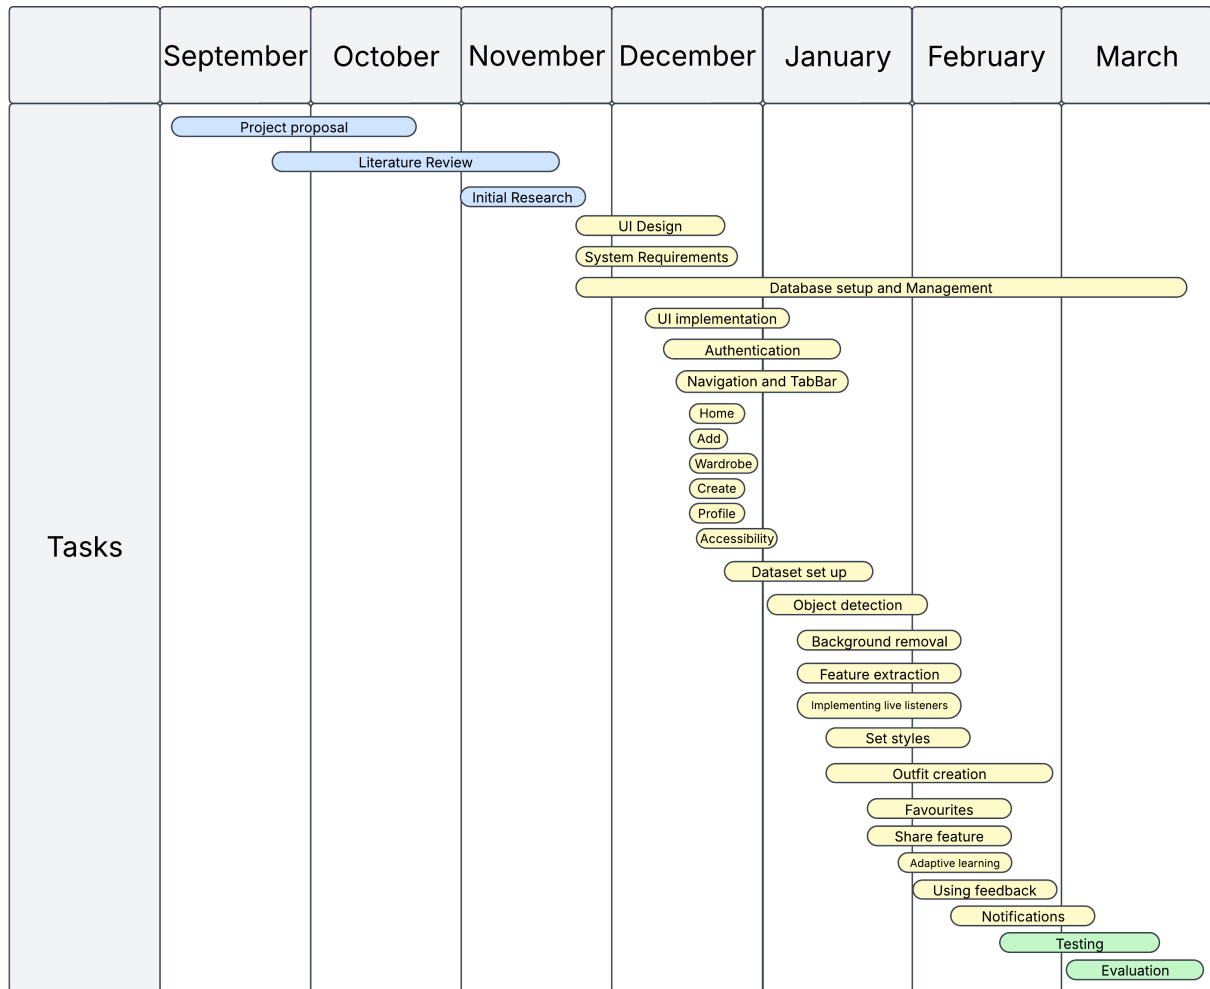 September
October
November
December
January
February
March
Tasks
Project proposal
Literature Review
Initial Research
UI Design
System Requirements
Database setup and Management
UI implementation
Authentication
Navigation and TabBar
Home
Add
Wardrobe
Create
Profile
Accessibility
Dataset set up
Object detection
Background removal
Feature extraction
Implementing live listeners
Set styles
Outfit creation
Favourites
Share feature
Adaptive learning
Using feedback
Notifications
Testing
Evaluation